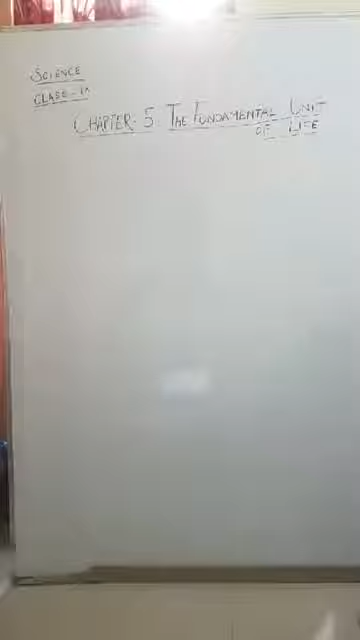 SCIENCE
CLASS - IX
CHAPTER - 5 THE FUNDAMENTAL UNIT
OF LIFE